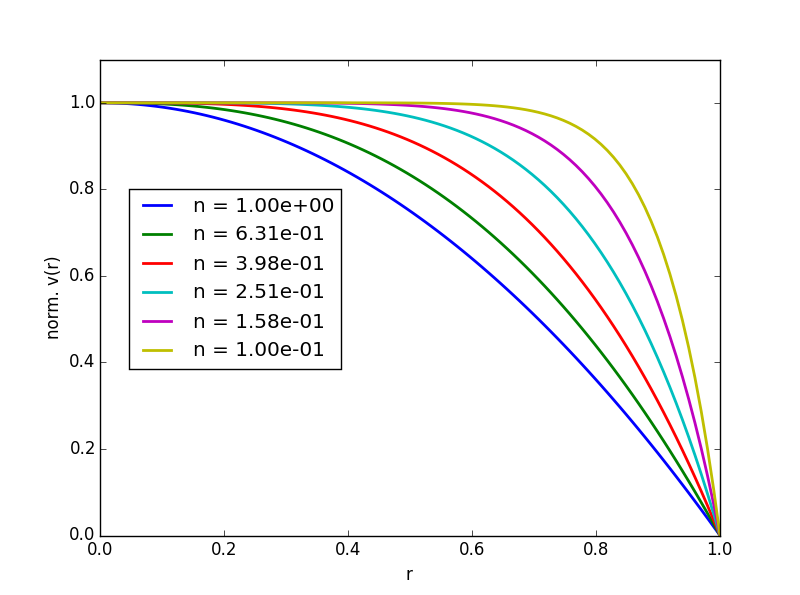 1.0
0.8
0.6
0.4
0.2
0.0
norm. v(r)
n = 1.00e+00
n = 6.31e-01
n = 3.98e-01
n = 2.51e-01
n = 1.58e-01
n = 1.00e-01
0.0 0.2 0.4 0.6 0.8 1.0
r